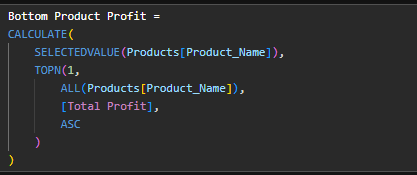 Bottom Product Profit =
CALCULATE(
    SELECTEDVALUE(Products[Product_Name]),
    TOPN(1,
        ALL(Products[Product_Name]),
        [Total Profit],
        ASC
    )
)